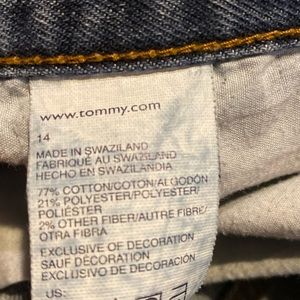 www.tommy.com
14
MADE IN SWAZILAND
FABRIQUÉ AU SWAZILAND
HECHO EN SWAZILANDIA
77% COTTON/COTON/ALGODÓN
21% POLYESTER/POLYESTER/
POLIÉSTER
2% OTHER FIBER/AUTRE FIBRE/
OTRA FIBRA
EXCLUSIVE OF DECORATION
SAUF DÉCORATION
EXCLUSIVO DE DECORACIÓN
US: